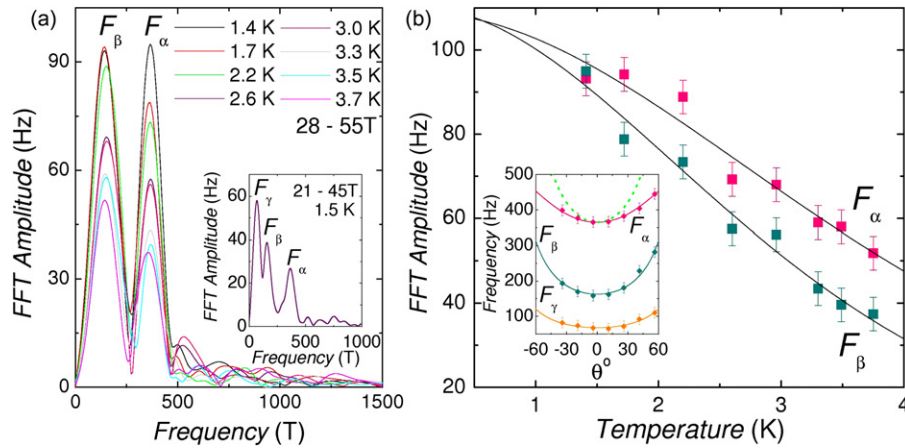 (a)
F_β
F_α
1.4 K
3.0 K
1.7 K
3.3 K
2.2 K
3.5 K
2.6 K
3.7 K
28 - 55T
FFT Amplitude (Hz)
90
60
30
0
0
500
1000
1500
Frequency (T)
21 - 45T
1.5 K
F_γ
F_β
F_α
FFT Amplitude (Hz)
60
40
20
0
0
500
1000
Frequency (T)
(b)
FFT Amplitude (Hz)
100
80
60
40
20
1
2
3
4
Temperature (K)
F_α
F_β
Frequency (Hz)
500
400
300
200
100
F_β
F_α
F_γ
-60
-30
0
30
60
θ°